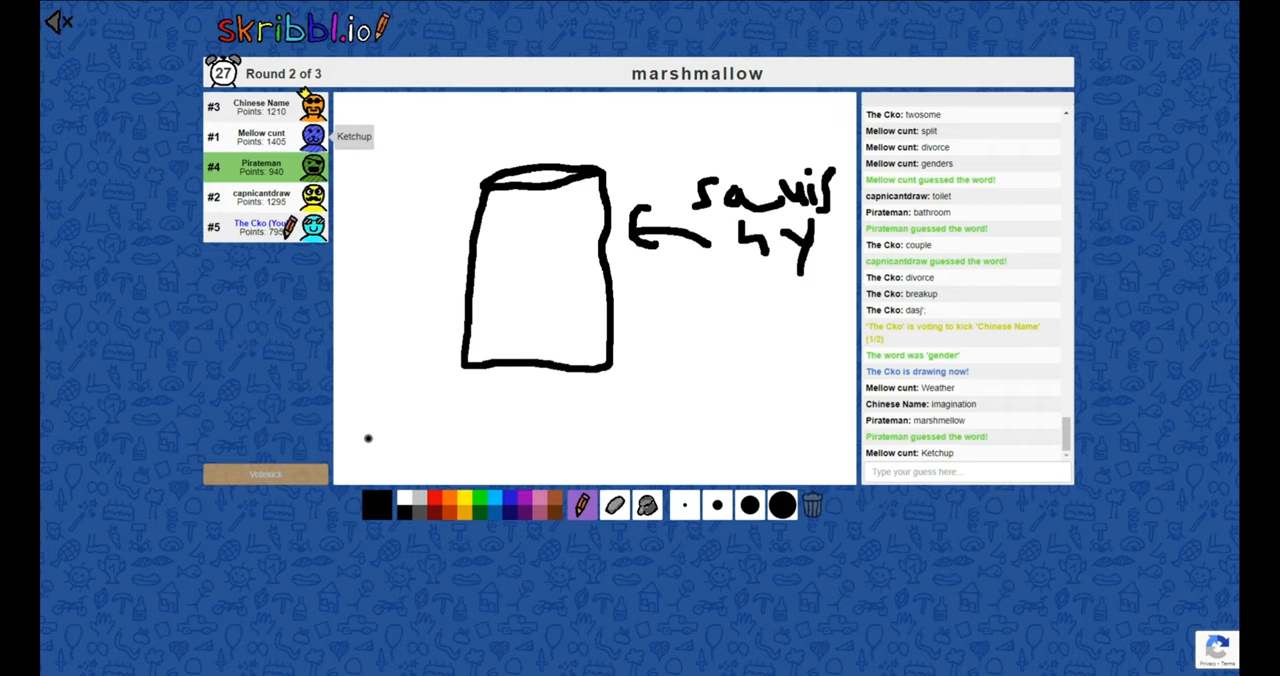 skribbl.io
27 Round 2 of 3
marshmallow
#3 Chinese Name
Points: 1210
#1 Mellow cunt
Points: 1405
Ketchup
#4 Pirateman
Points: 940
#2 capnicantdraw
Points: 1295
#5 The Cko (You
Points: 795
Votekick
hy
The Cko: twosome
Mellow cunt: split
Mellow cunt: divorce
Mellow cunt: genders
Mellow cunt guessed the word!
capnicantdraw: toilet
Pirateman: bathroom
Pirateman guessed the word!
The Cko: couple
capnicantdraw guessed the word!
The Cko: divorce
The Cko: breakup
The Cko: dasj';
'The Cko' is voting to kick 'Chinese Name'
(1/2)
The word was 'gender'
The Cko is drawing now!
Mellow cunt: Weather
Chinese Name: imagination
Pirateman: marshmellow
Pirateman guessed the word!
Mellow cunt: Ketchup
Type your guess here...
Privacy - Terms